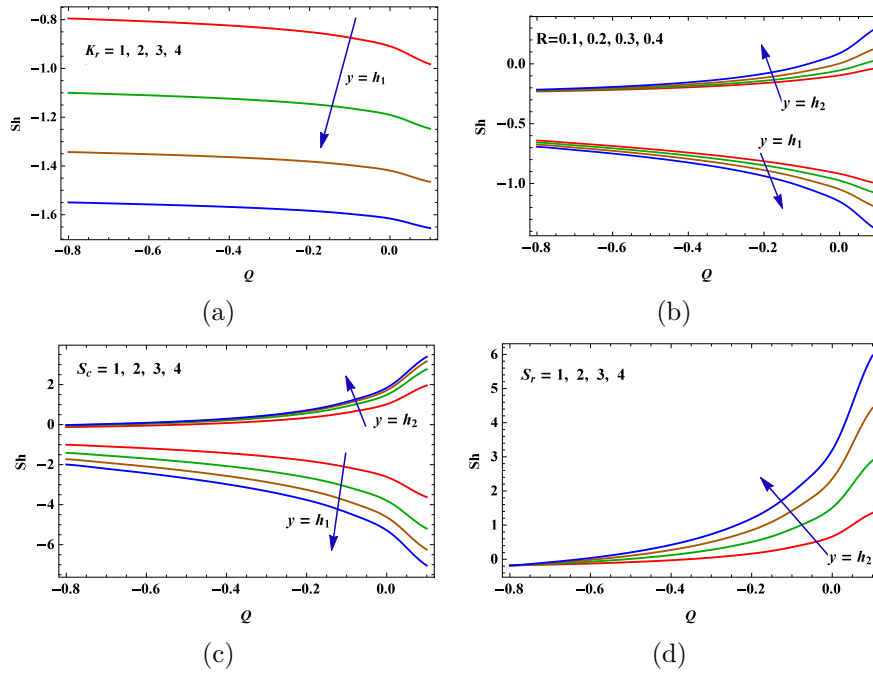 -0.8
-1.0
-1.2
-1.4
-1.6
Sh
K_r = 1, 2, 3, 4
y = h_1
-0.8 -0.6 -0.4 -0.2 0.0
Q
(a)
0.0
-0.5
-1.0
Sh
R=0.1, 0.2, 0.3, 0.4
y = h_2
y = h_1
-0.8 -0.6 -0.4 -0.2 0.0
Q
(b)
2
0
-2
-4
-6
Sh
S_c = 1, 2, 3, 4
y = h_2
y = h_1
-0.8 -0.6 -0.4 -0.2 0.0
Q
(c)
6
5
4
3
2
1
0
Sh
S_r = 1, 2, 3, 4
y = h_2
-0.8 -0.6 -0.4 -0.2 0.0
Q
(d)